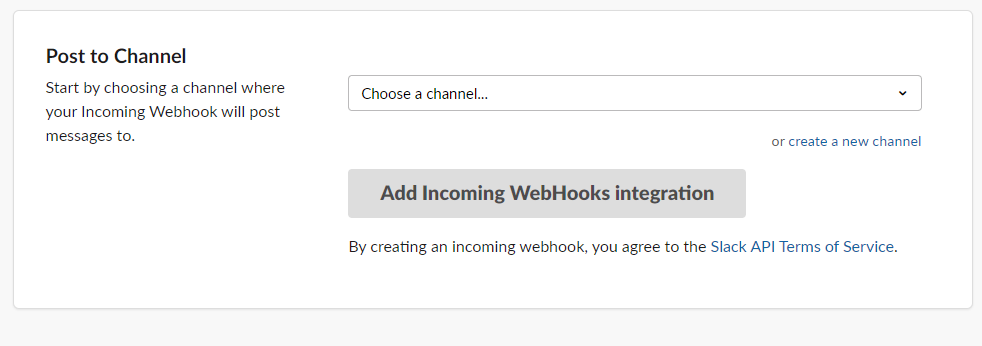 Post to Channel
Start by choosing a channel where
your Incoming Webhook will post
messages to.
Choose a channel...
or create a new channel
Add Incoming WebHooks integration
By creating an incoming webhook, you agree to the Slack API Terms of Service.